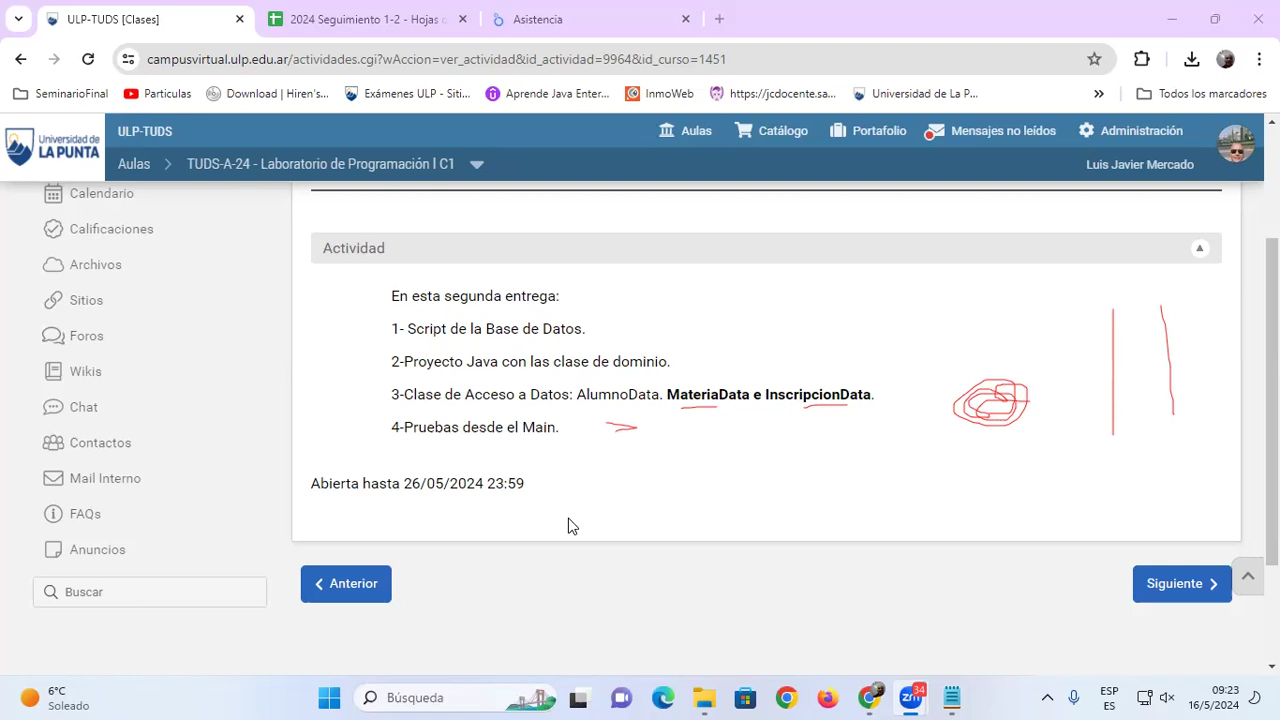 ULP-TUDS [Clases]
2024 Seguimiento 1-2 - Hojas
Asistencia
campusvirtual.ulp.edu.ar/actividades.cgi?wAccion=ver_actividad&id_actividad=9964&id_curso=1451
SeminarioFinal
Particulas
Download | Hiren's...
Exámenes ULP - Siti...
Aprende Java Enter...
InmoWeb
https://jcdocente.sa...
Universidad de La P...
Todos los marcadores
Universidad de
LA PUNTA
ULP-TUDS
Aulas
Catálogo
Portafolio
Mensajes no leídos
Administración
Aulas
TUDS-A-24 - Laboratorio de Programación I C1
Luis Javier Mercado
Calendario
Calificaciones
Archivos
Sitios
Foros
Wikis
Chat
Contactos
Mail Interno
FAQs
Anuncios
Buscar
Actividad
En esta segunda entrega:
1- Script de la Base de Datos.
2-Proyecto Java con las clase de dominio.
3-Clase de Acceso a Datos: AlumnoData. MateriaData e InscripcionData.
4-Pruebas desde el Main.
Abierta hasta 26/05/2024 23:59
Anterior
Siguiente
6°C
Soleado
Búsqueda
zm
34
ESP
ES
09:23
16/5/2024